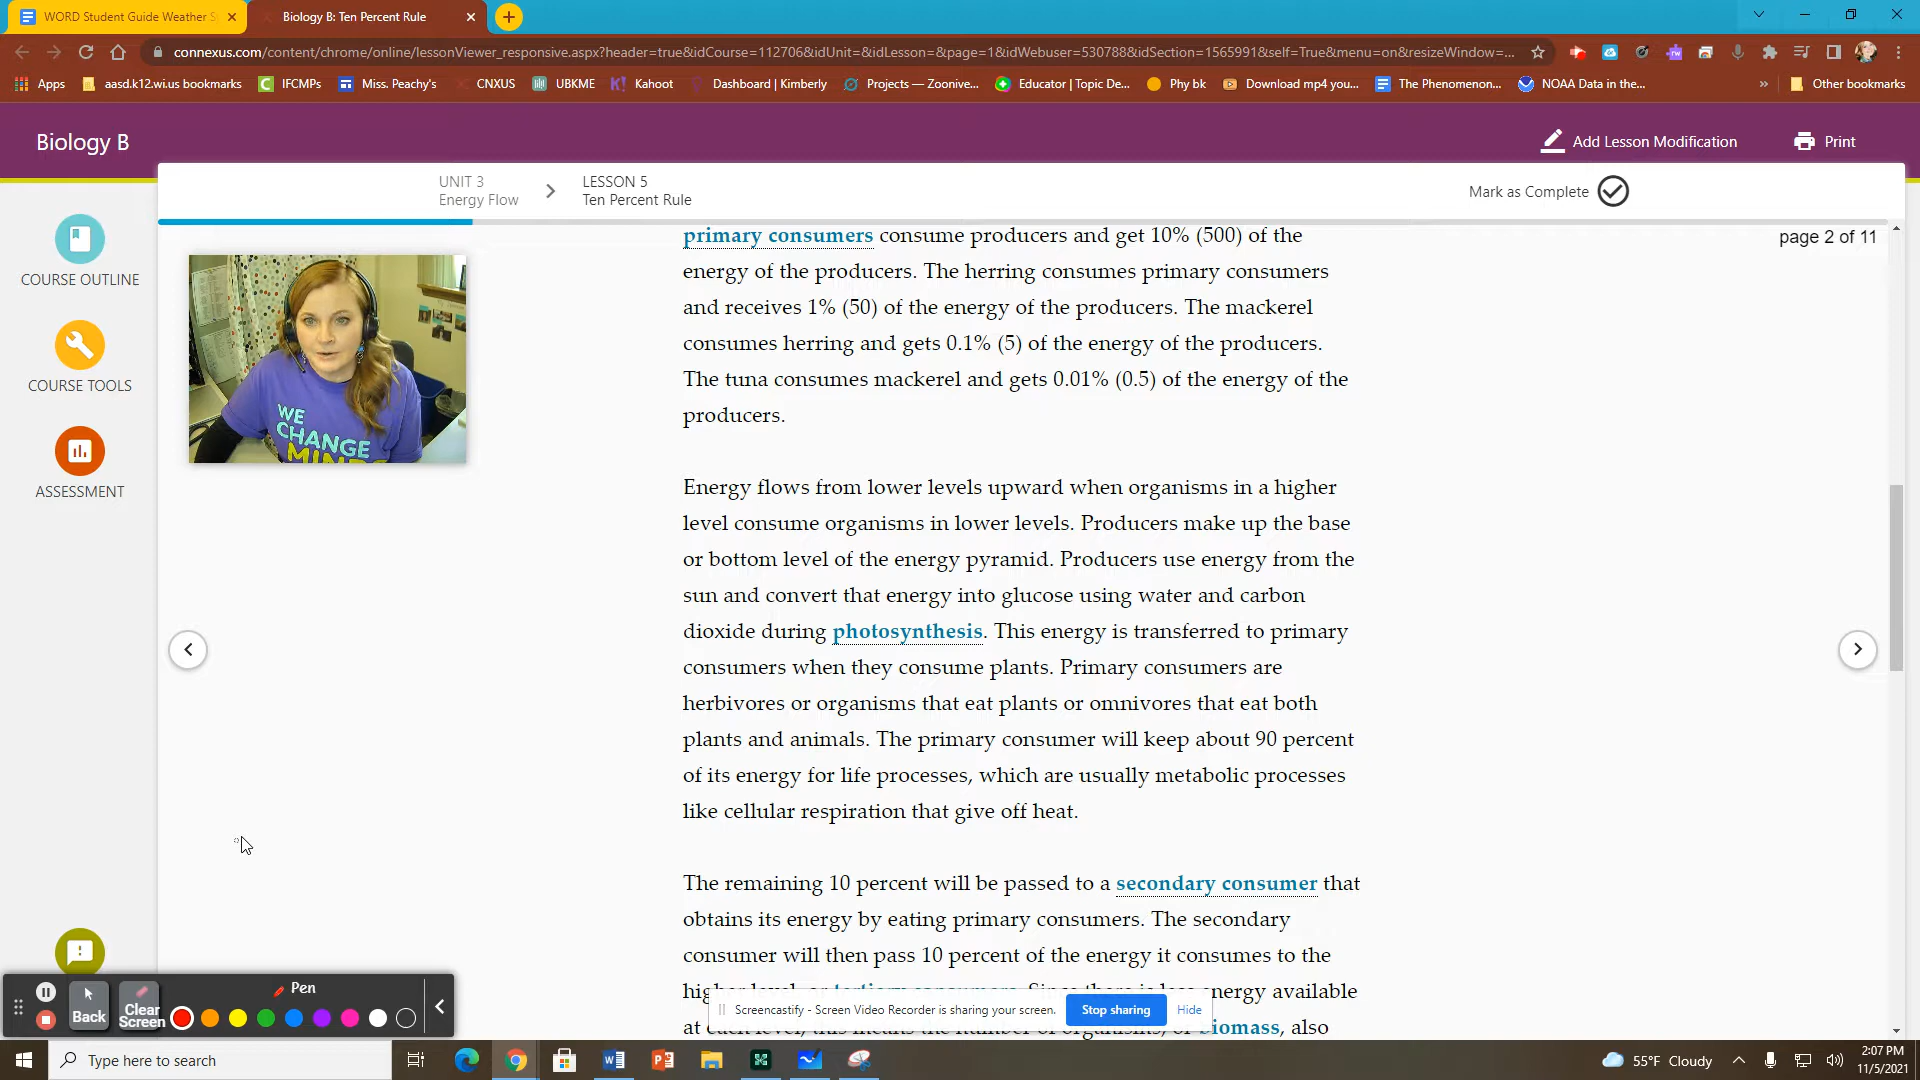 WORD Student Guide Weather S
Biology B: Ten Percent Rule
connexus.com/content/chrome/online/lessonViewer_responsive.aspx?header=true&idCourse=112706&idUnit=&idLesson=&page=1&idWebuser=530788&idSection=1565991&self=True&menu=on&resizeWindow=...
Apps
aasd.k12.wi.us bookmarks
IFCMPs
Miss. Peachy's
CNXUS
UBKME
Kahoot
Dashboard | Kimberly
Projects — Zoonive...
Educator | Topic De...
Phy bk
Download mp4 you...
The Phenomenon...
NOAA Data in the...
»
Other bookmarks
Biology B
Add Lesson Modification
Print
UNIT 3
Energy Flow
LESSON 5
Ten Percent Rule
Mark as Complete
page 2 of 11
COURSE OUTLINE
COURSE TOOLS
ASSESSMENT
WE
CHANGE
MINDS
primary consumers consume producers and get 10% (500) of the
energy of the producers. The herring consumes primary consumers
and receives 1% (50) of the energy of the producers. The mackerel
consumes herring and gets 0.1% (5) of the energy of the producers.
The tuna consumes mackerel and gets 0.01% (0.5) of the energy of the
producers.
Energy flows from lower levels upward when organisms in a higher
level consume organisms in lower levels. Producers make up the base
or bottom level of the energy pyramid. Producers use energy from the
sun and convert that energy into glucose using water and carbon
dioxide during photosynthesis. This energy is transferred to primary
consumers when they consume plants. Primary consumers are
herbivores or organisms that eat plants or omnivores that eat both
plants and animals. The primary consumer will keep about 90 percent
of its energy for life processes, which are usually metabolic processes
like cellular respiration that give off heat.
The remaining 10 percent will be passed to a secondary consumer that
obtains its energy by eating primary consumers. The secondary
consumer will then pass 10 percent of the energy it consumes to the
energy available
at biomass, also
Back
Clear
Screen
Pen
Screencastify - Screen Video Recorder is sharing your screen.
Stop sharing
Hide
Type here to search
55°F Cloudy
2:07 PM
11/5/2021